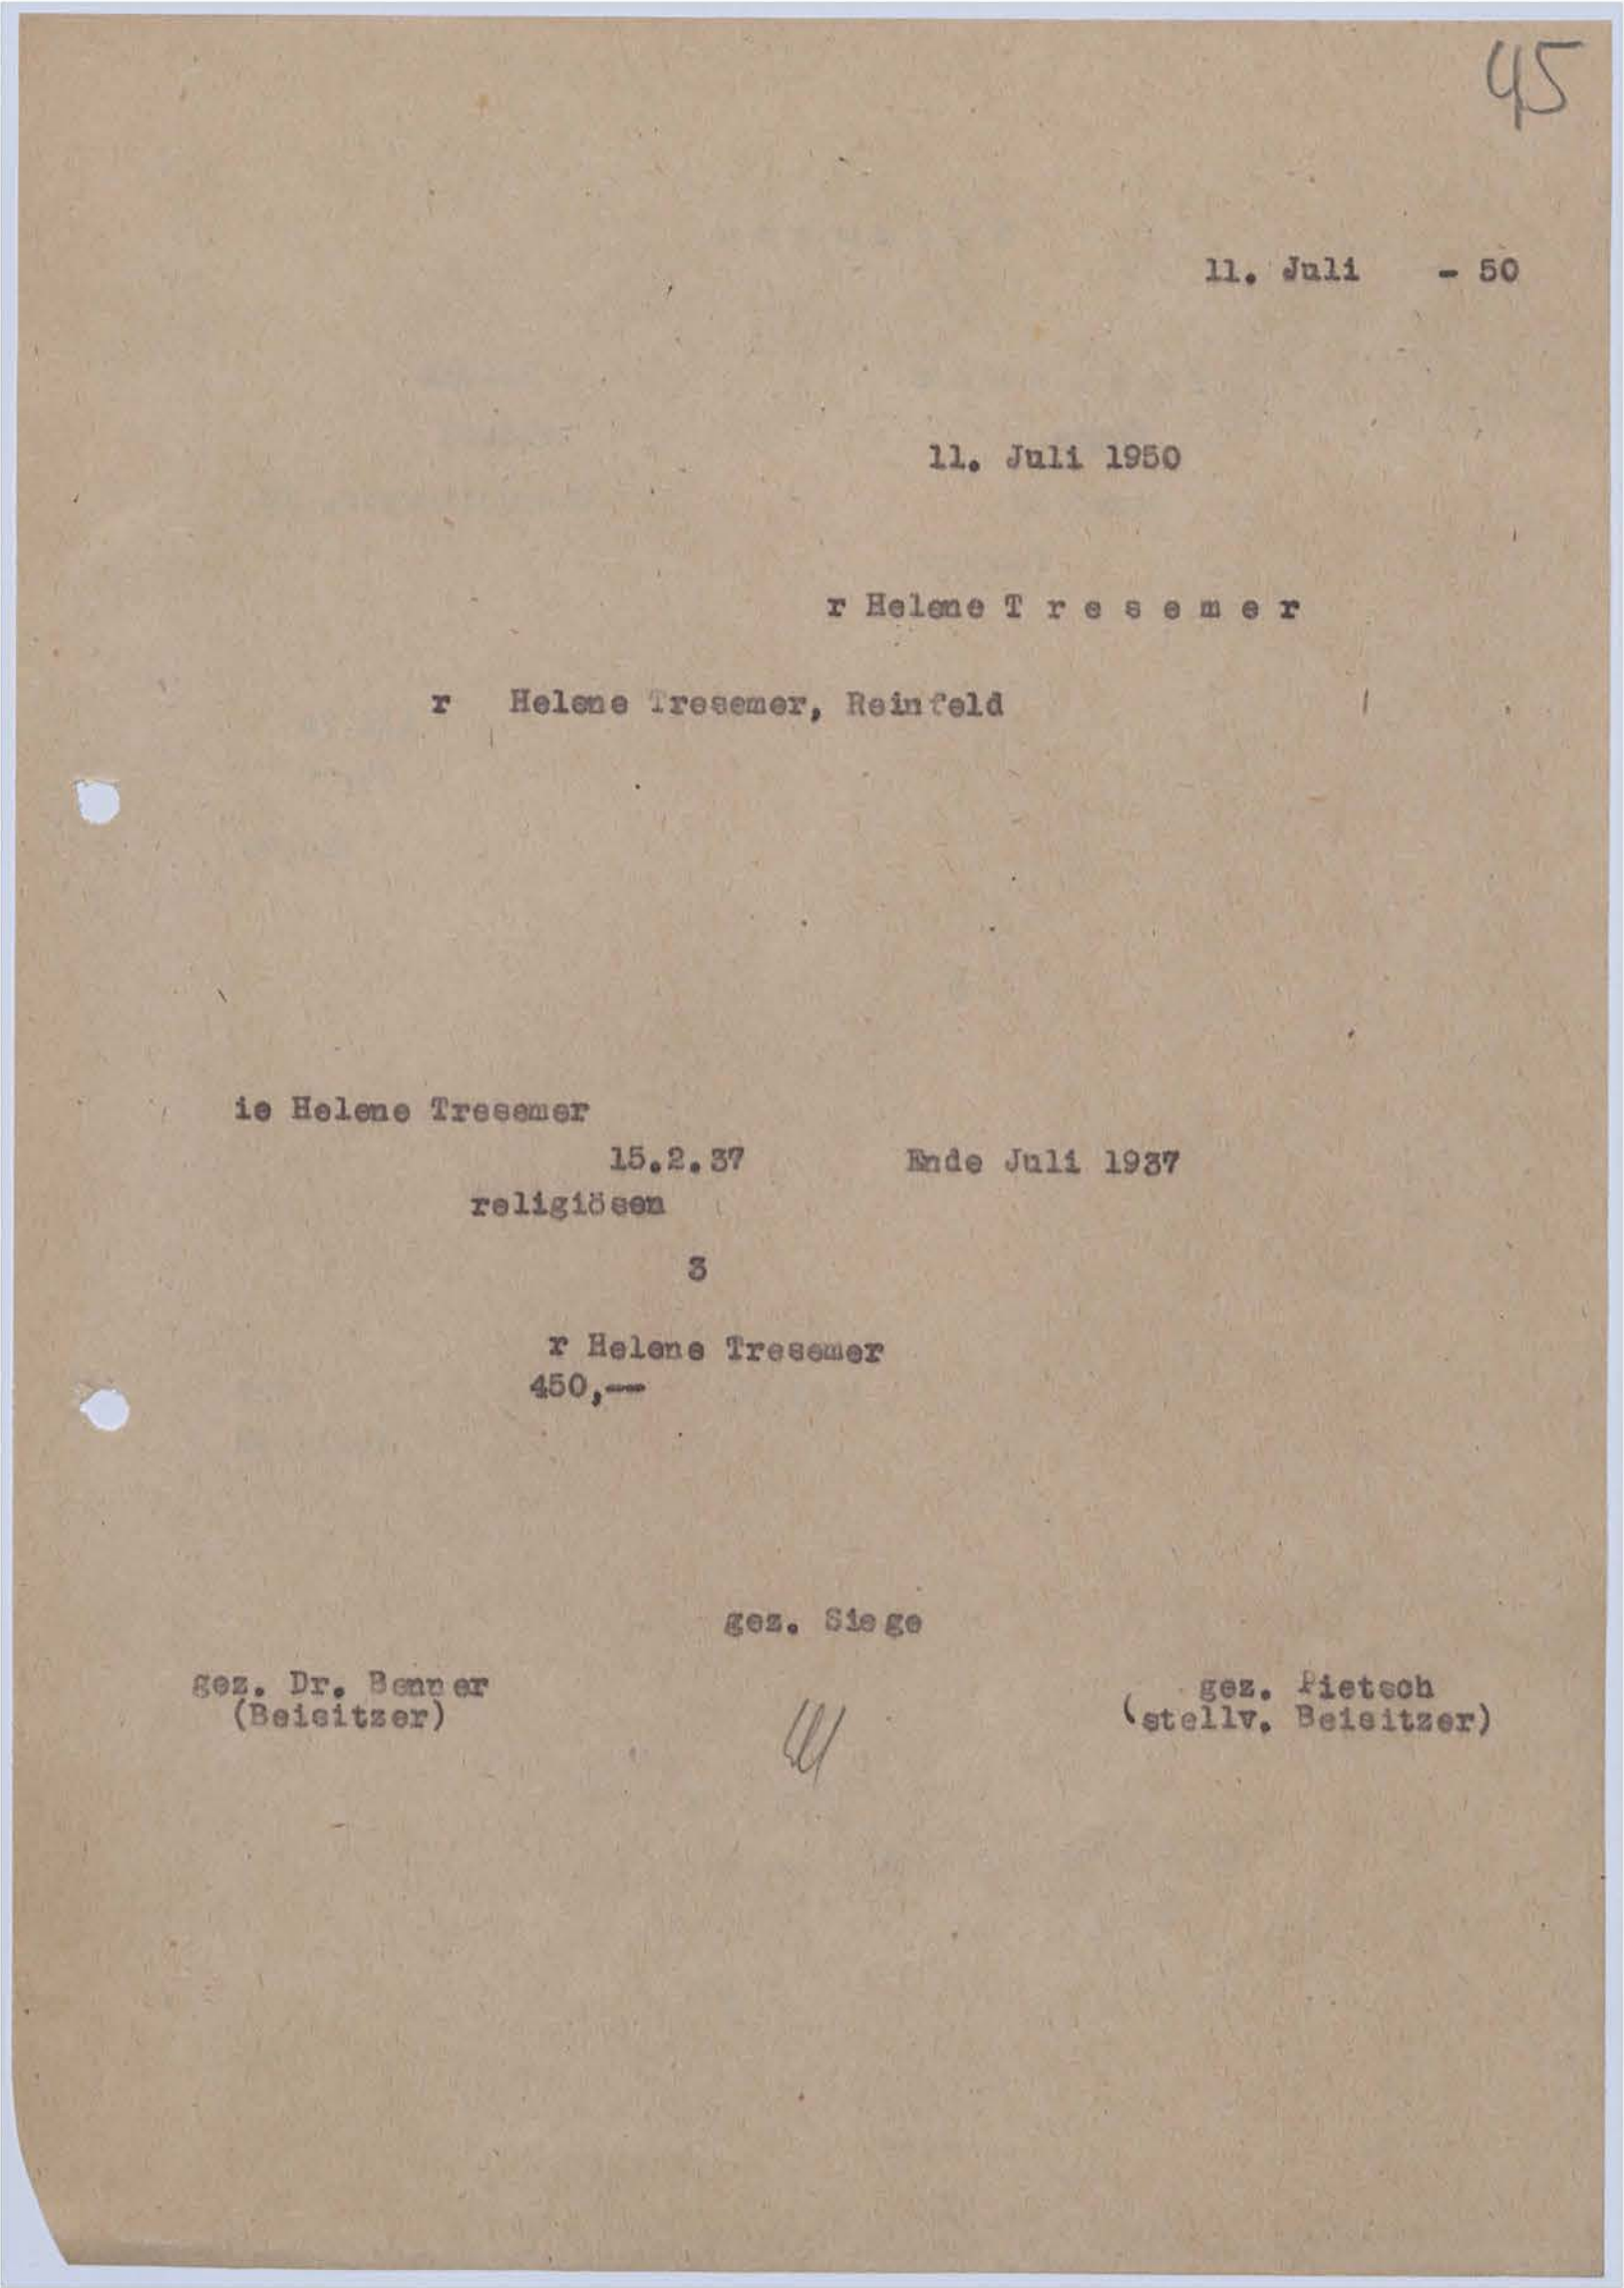 45
11. Juli - 50
11. Juli 1950
r Helene T r e s e m e r
r Helene Tresemer, Reinfeld
ie Helene Tresemer
15.2.37 Ende Juli 1937
religiösen
3
r Helene Tresemer
450,—
gez. Siege
gez. Dr. Benner
gez. Pietsch
(Beisitzer)
(stellv. Beisitzer)